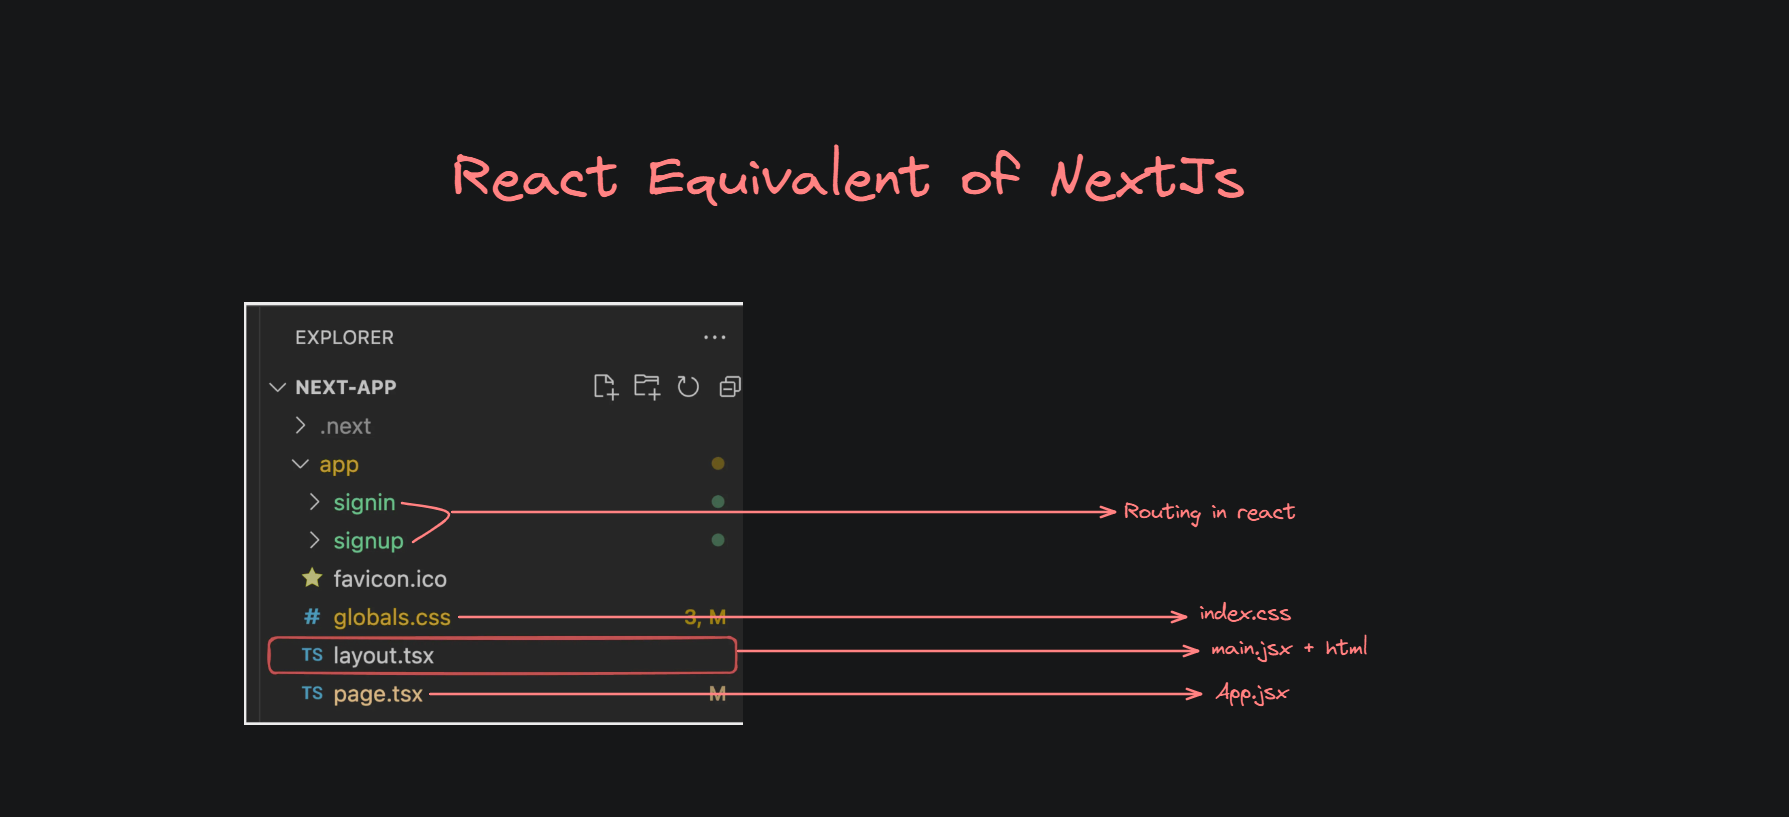 React Equivalent of NextJs
EXPLORER ...
NEXT-APP
.next
app
signin
Routing in react
signup
favicon.ico
# globals.css 3, M
index.css
TS layout.tsx
main.jsx + html
TS page.tsx M
App.jsx